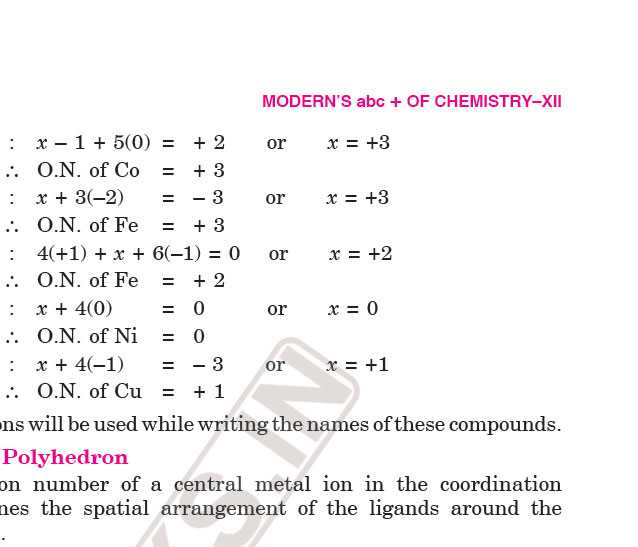 MODERN'S abc + OF CHEMISTRY–XII
: x – 1 + 5(0) = + 2 or x = +3
∴ O.N. of Co = + 3
: x + 3(–2) = – 3 or x = +3
∴ O.N. of Fe = + 3
: 4(+1) + x + 6(–1) = 0 or x = +2
∴ O.N. of Fe = + 2
: x + 4(0) = 0 or x = 0
∴ O.N. of Ni = 0
: x + 4(–1) = – 3 or x = +1
∴ O.N. of Cu = + 1
ons will be used while writing the names of these compounds.
Polyhedron
on number of a central metal ion in the coordination
nes the spatial arrangement of the ligands around the
.